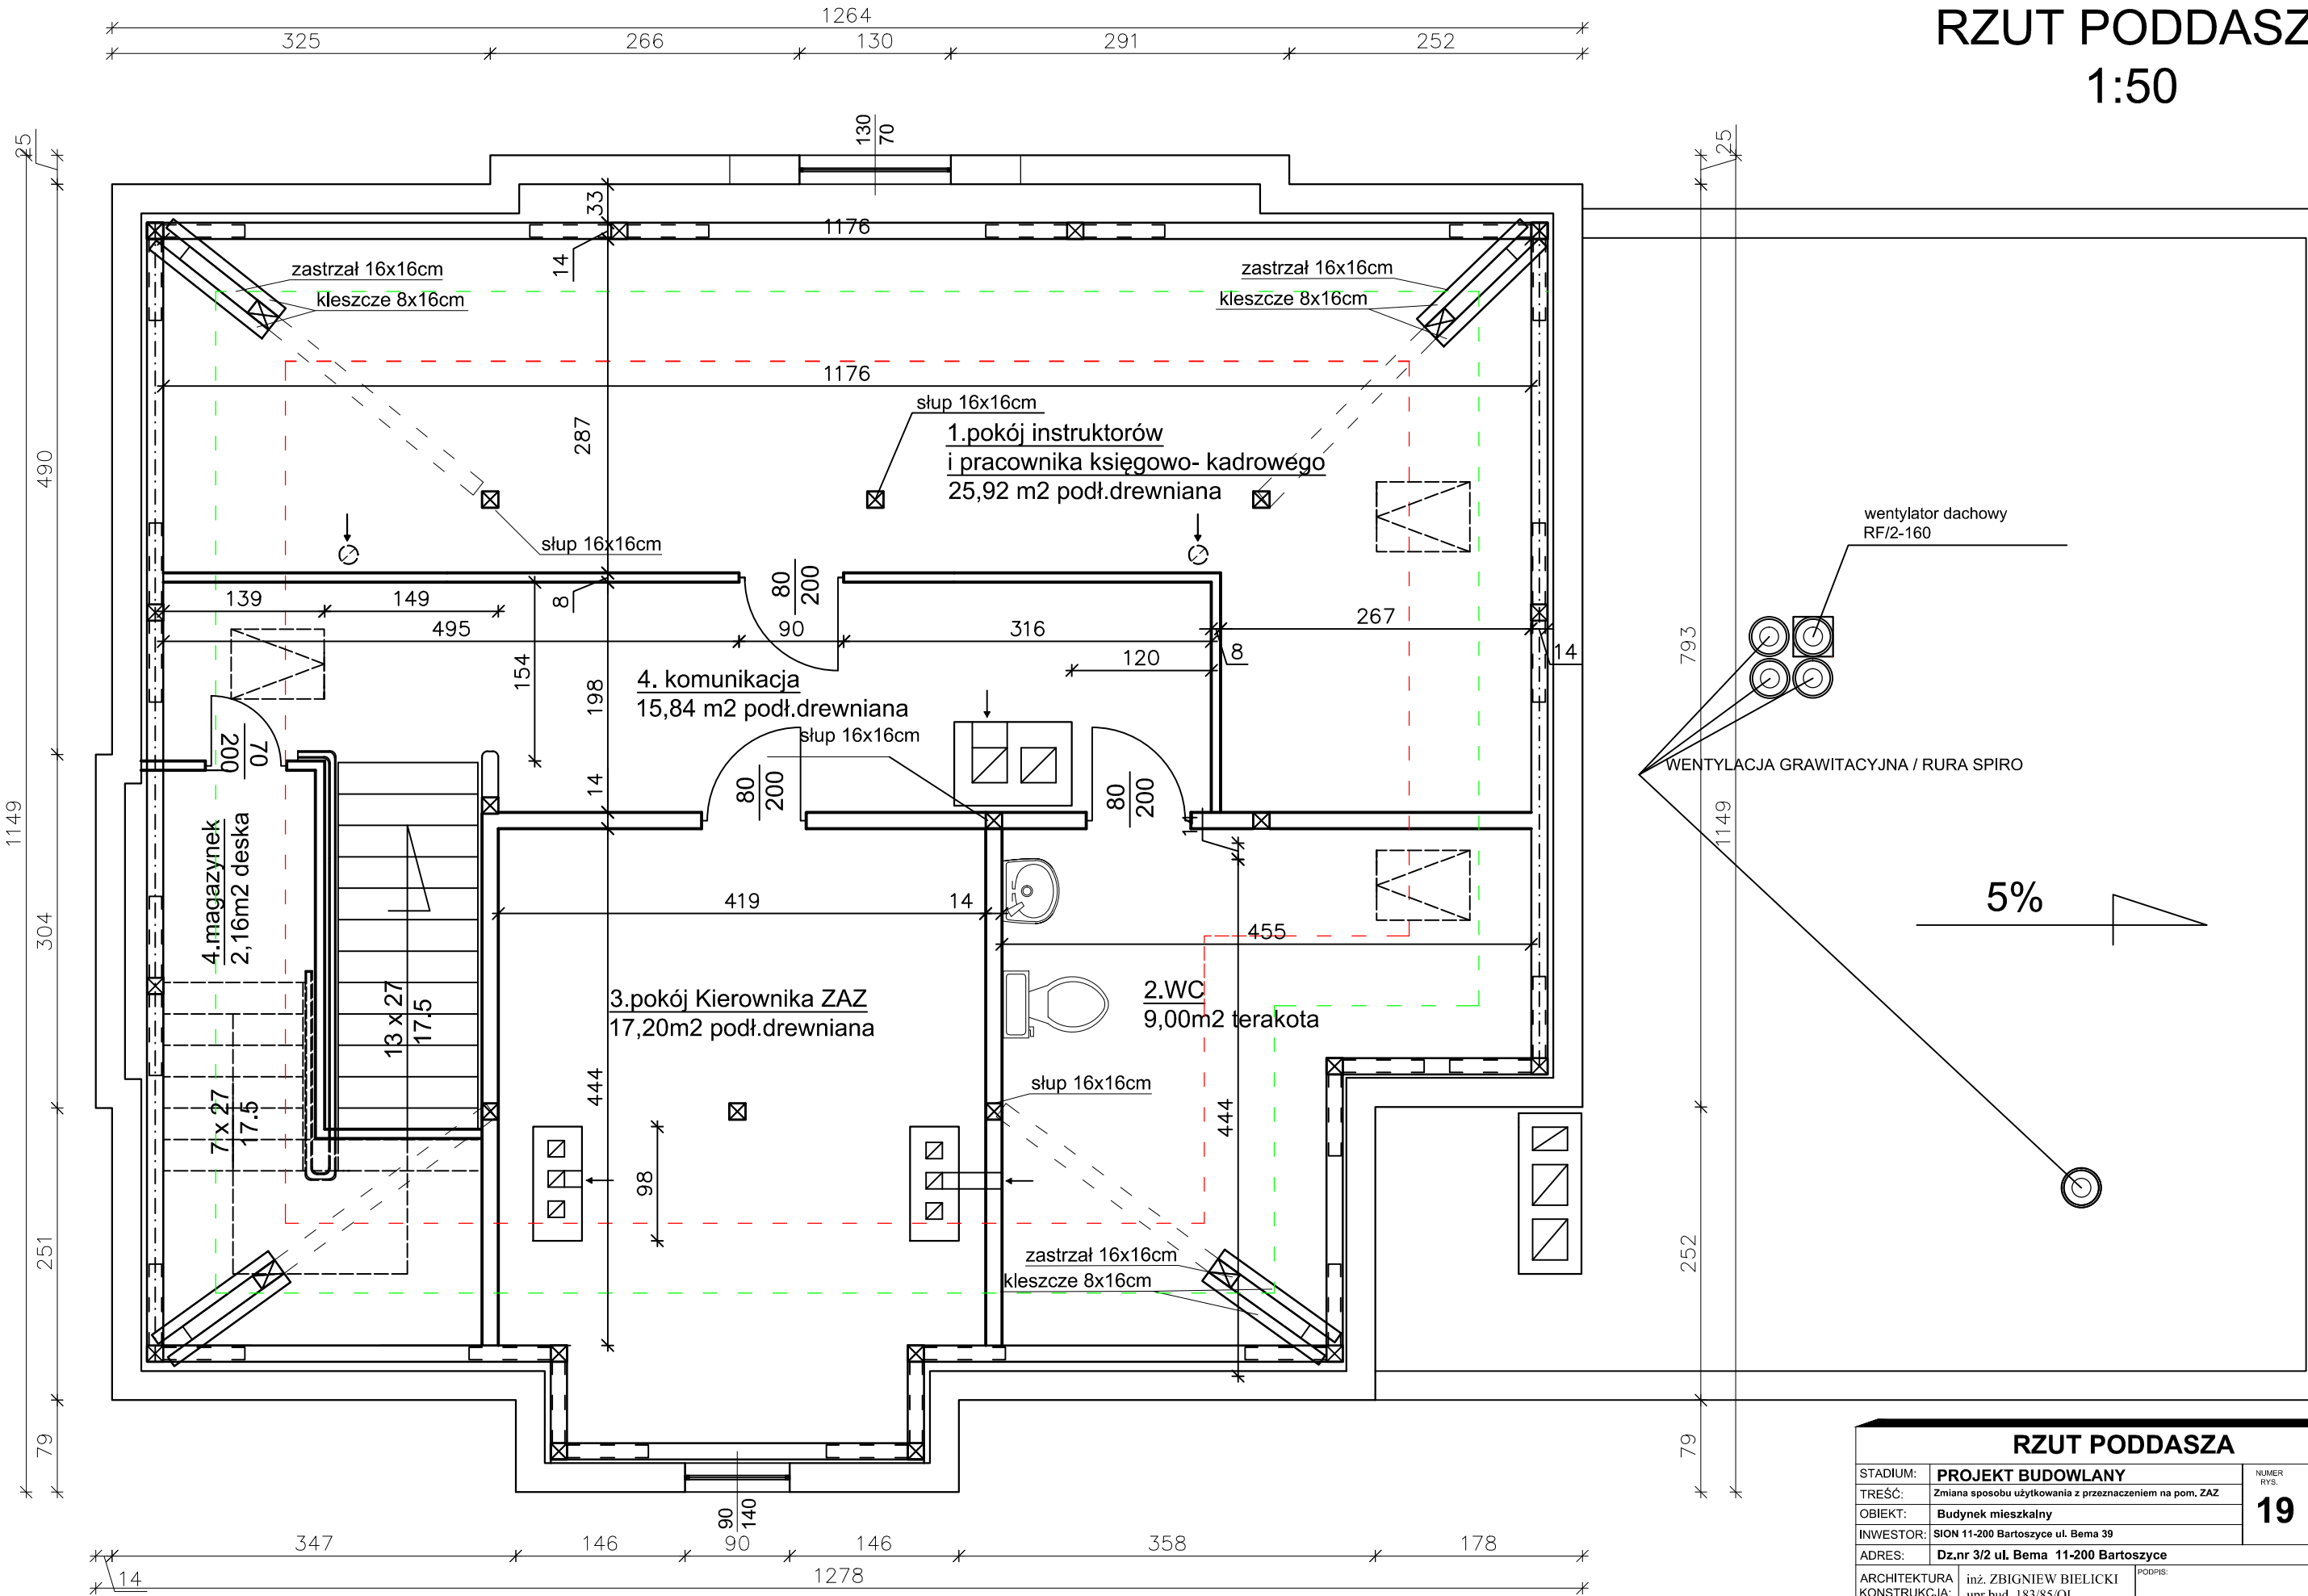 RZUT PODDASZ
1:50
1264
325
266
130
291
252
130
70
25
25
33
1176
14
zastrzał 16x16cm
kleszcze 8x16cm
zastrzał 16x16cm
kleszcze 8x16cm
1176
słup 16x16cm
287
1.pokój instruktorów
i pracownika księgowo- kadrowego
25,92 m2 podł.drewniana
490
słup 16x16cm
wentylator dachowy
RF/2-160
80
200
139
149
8
495
90
316
267
120
8
14
154
198
793
4. komunikacja
15,84 m2 podł.drewniana
słup 16x16cm
70
200
14
80
200
80
200
WENTYLACJA GRAWITACYJNA / RURA SPIRO
1149
1149
4.magazynek
2,16m2 deska
419
14
455
5%
304
13 x 27
17.5
3.pokój Kierownika ZAZ
17,20m2 podł.drewniana
2.WC
9,00m2 terakota
7 x 27
17.5
444
słup 16x16cm
444
98
251
252
zastrzał 16x16cm
kleszcze 8x16cm
79
79
90
140
347
146
90
146
358
178
14
1278
RZUT PODDASZA
STADIUM: PROJEKT BUDOWLANY
NUMER
RYS.
TREŚĆ: Zmiana sposobu użytkowania z przeznaczeniem na pom. ZAZ
19
OBIEKT: Budynek mieszkalny
INWESTOR: SION 11-200 Bartoszyce ul. Bema 39
ADRES: Dz.nr 3/2 ul. Bema 11-200 Bartoszyce
ARCHITEKTURA inż. ZBIGNIEW BIELICKI PODPIS:
KONSTRUKCJA: upr.bud. 183/85/OL